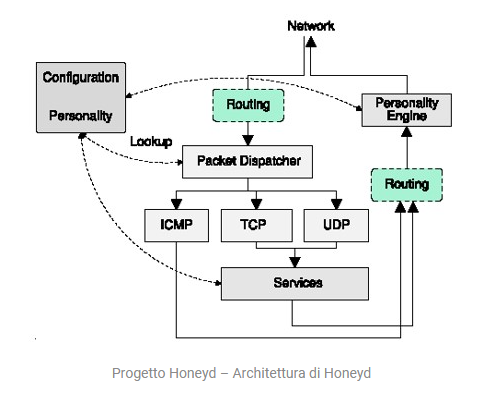 Network
Configuration
Personality
Routing
Personality
Engine
Lookup
Packet Dispatcher
Routing
ICMP
TCP
UDP
Services
Progetto Honeyd – Architettura di Honeyd